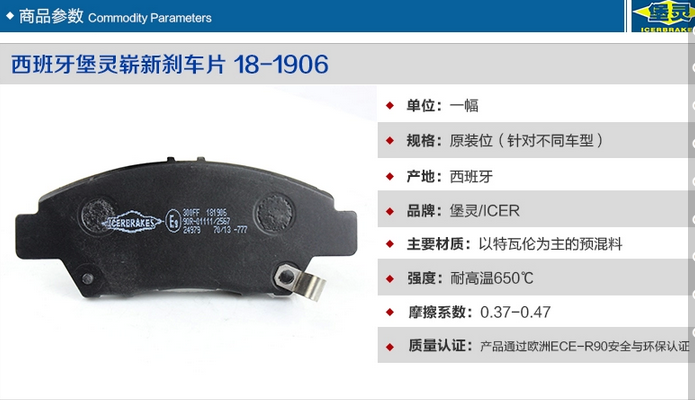 商品参数 Commodity Parameters
堡灵
ICERBRAKES
西班牙堡灵崭新刹车片 18-1906
单位：一幅
规格：原装位（针对不同车型）
产地：西班牙
品牌：堡灵/ICER
主要材质：以特瓦伦为主的预混料
强度：耐高温650℃
摩擦系数：0.37-0.47
质量认证：产品通过欧洲ECE-R90安全与环保认证
ICERBRAKES
E9
300FF 181906
90R-01111/2567
24979 70/13 -777